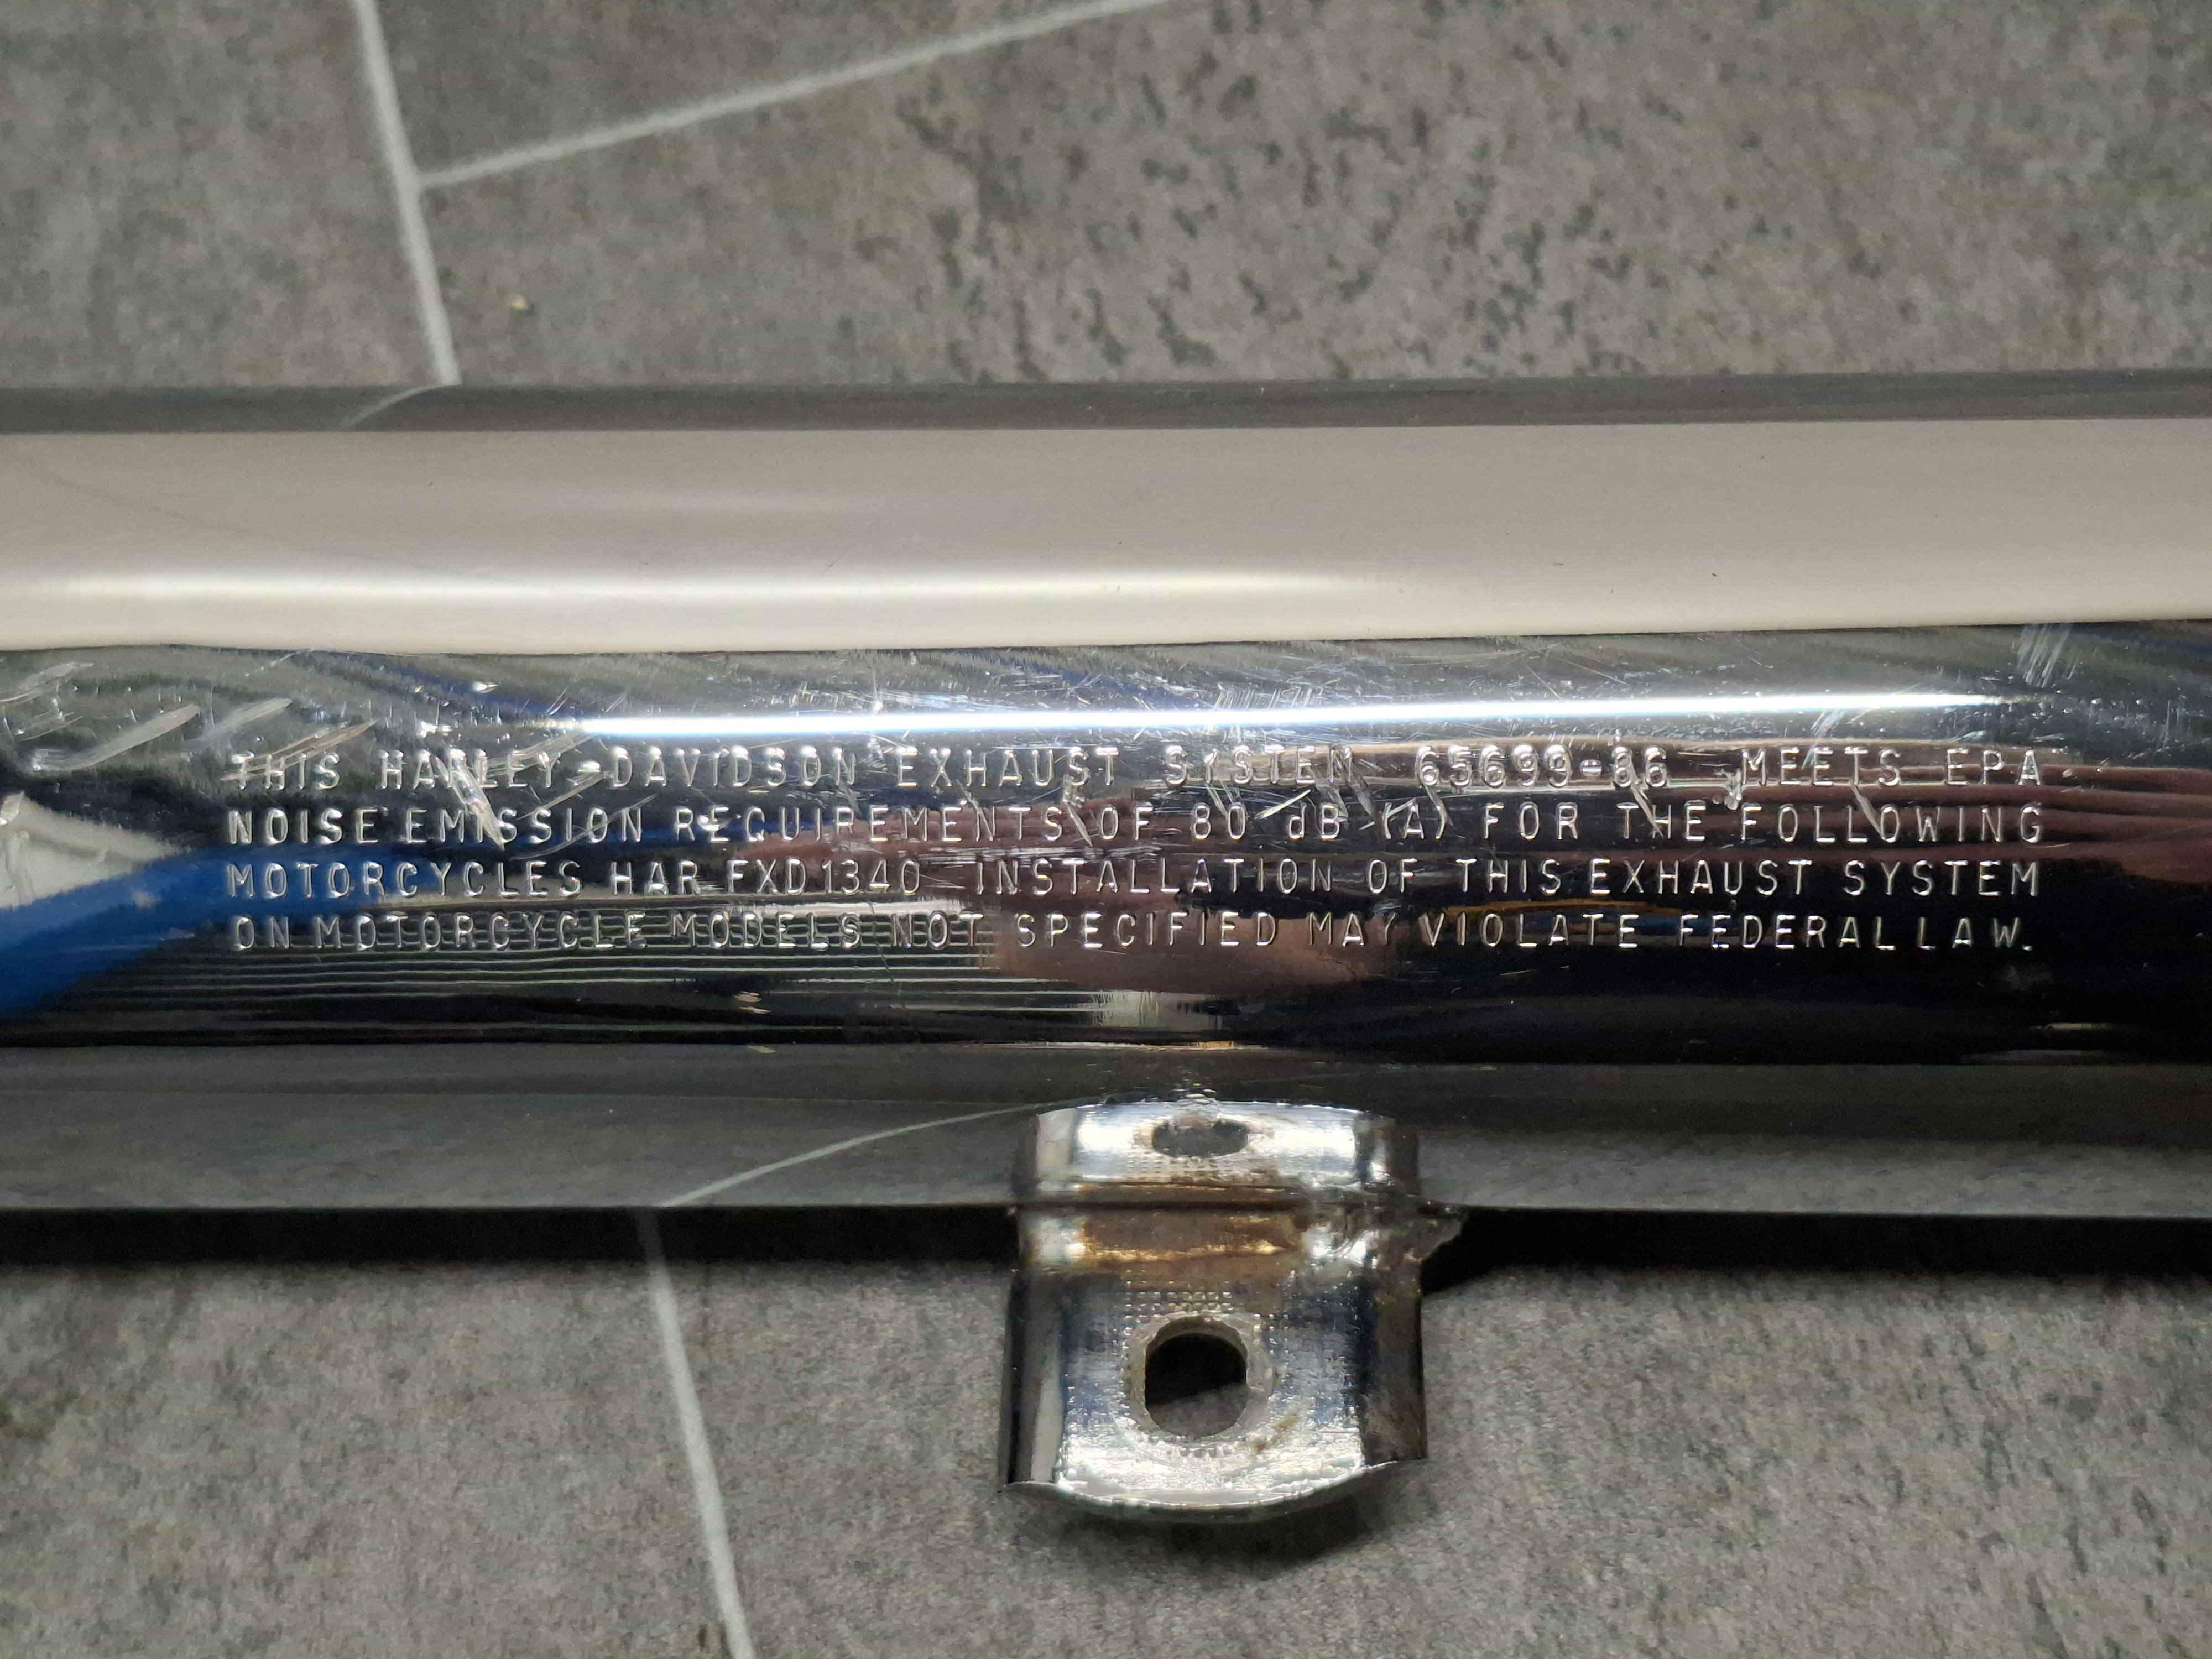 THIS HARLEY-DAVIDSON EXHAUST SYSTEM 65699-86 MEETS EPA
NOISE EMISSION REQUIREMENTS OF 80 dB (A) FOR THE FOLLOWING
MOTORCYCLES HAR FXD1340 INSTALLATION OF THIS EXHAUST SYSTEM
ON MOTORCYCLE MODELS NOT SPECIFIED MAY VIOLATE FEDERAL LAW.